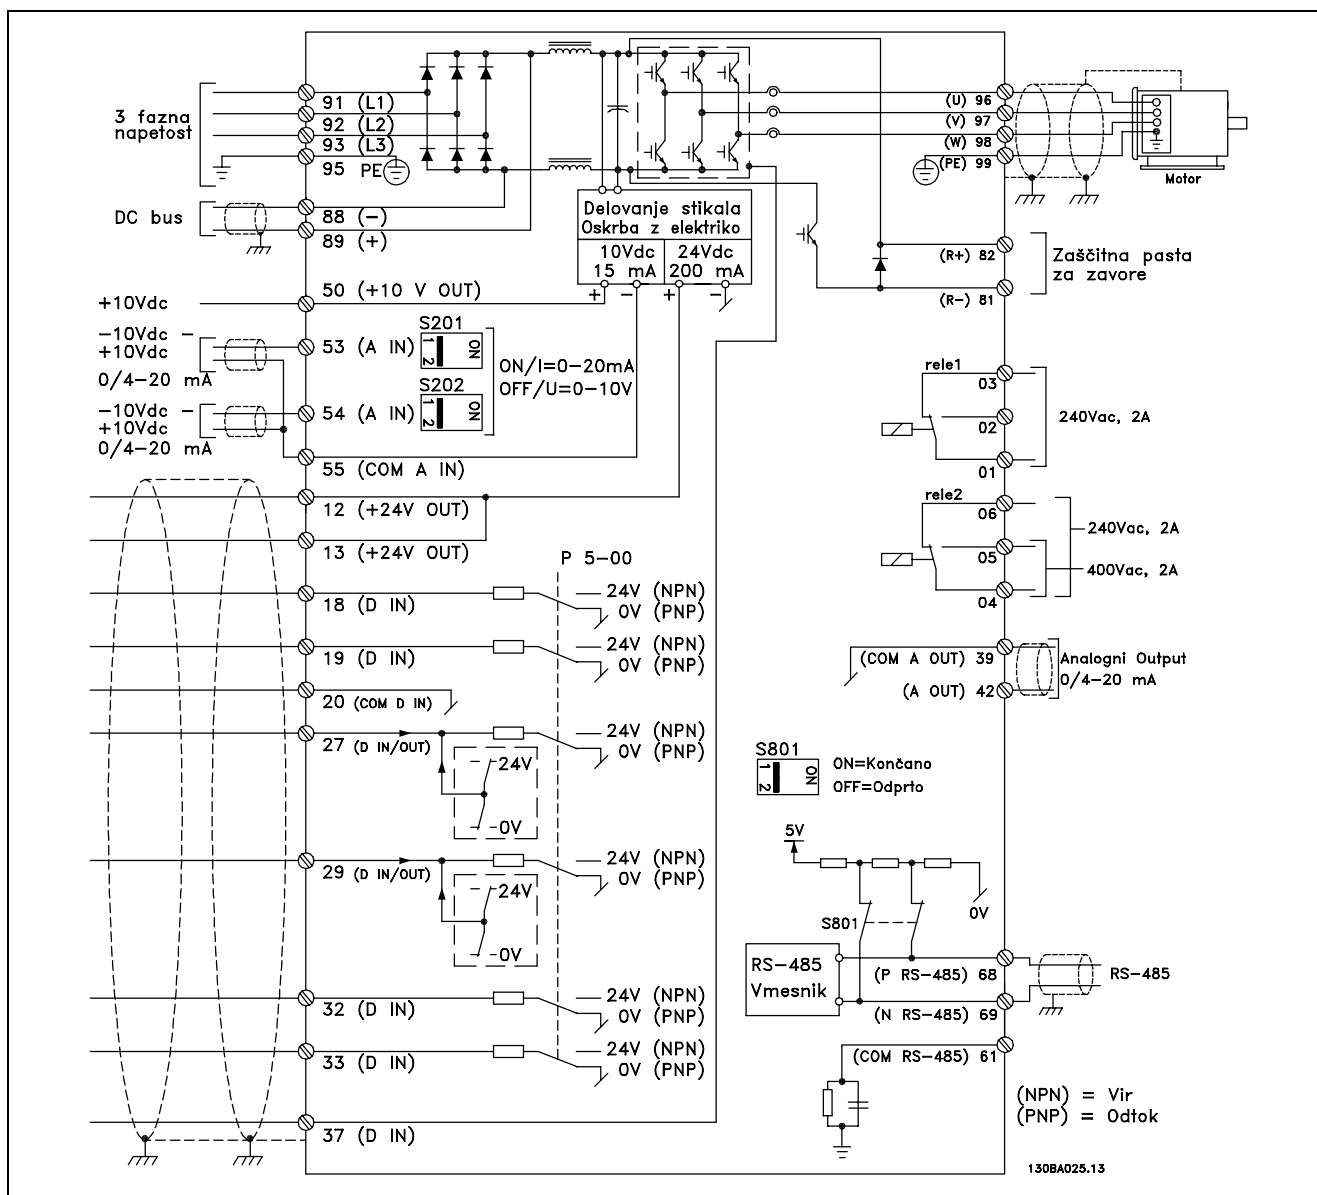 3 fazna
napetost
91 (L1)
92 (L2)
93 (L3)
95 PE
DC bus
88 (-)
89 (+)
Delovanje stikala
Oskrba z elektriko
10Vdc
15 mA
24Vdc
200 mA
+ - + -
(U) 96
(V) 97
(W) 98
(PE) 99
Motor
(R+) 82
(R-) 81
Zaščitna pasta
za zavore
+10Vdc
50 (+10 V OUT)
-10Vdc -
+10Vdc
0/4-20 mA
53 (A IN)
S201
1 2
ON
ON/I=0-20mA
OFF/U=0-10V
-10Vdc -
+10Vdc
0/4-20 mA
54 (A IN)
S202
1 2
ON
55 (COM A IN)
12 (+24V OUT)
13 (+24V OUT)
P 5-00
18 (D IN)
24V (NPN)
0V (PNP)
19 (D IN)
24V (NPN)
0V (PNP)
20 (COM D IN)
27 (D IN/OUT)
24V (NPN)
0V (PNP)
24V
0V
29 (D IN/OUT)
24V (NPN)
0V (PNP)
24V
0V
32 (D IN)
24V (NPN)
0V (PNP)
33 (D IN)
24V (NPN)
0V (PNP)
37 (D IN)
rele1
03
02
01
240Vac, 2A
rele2
06
05
04
240Vac, 2A
400Vac, 2A
(COM A OUT) 39
(A OUT) 42
Analogni Output
0/4-20 mA
S801
1 2
ON
ON=Končano
OFF=Odprto
5V
0V
S801
RS-485
Vmesnik
(P RS-485) 68
(N RS-485) 69
(COM RS-485) 61
RS-485
(NPN) = Vir
(PNP) = Odtok
130BA025.13